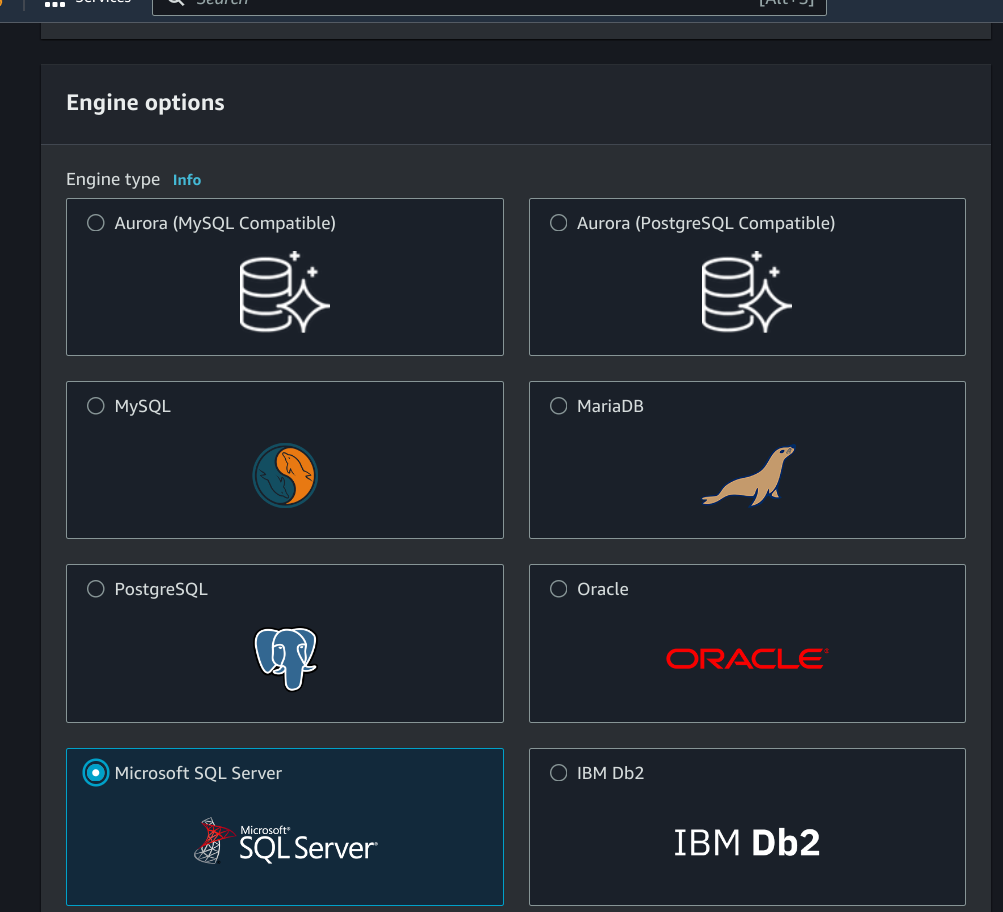 Services
Search
[Alt+S]
Engine options
Engine type Info
Aurora (MySQL Compatible)
Aurora (PostgreSQL Compatible)
MySQL
MariaDB
PostgreSQL
Oracle
ORACLE®
Microsoft SQL Server
IBM Db2
Microsoft®
SQL Server®
IBM Db2